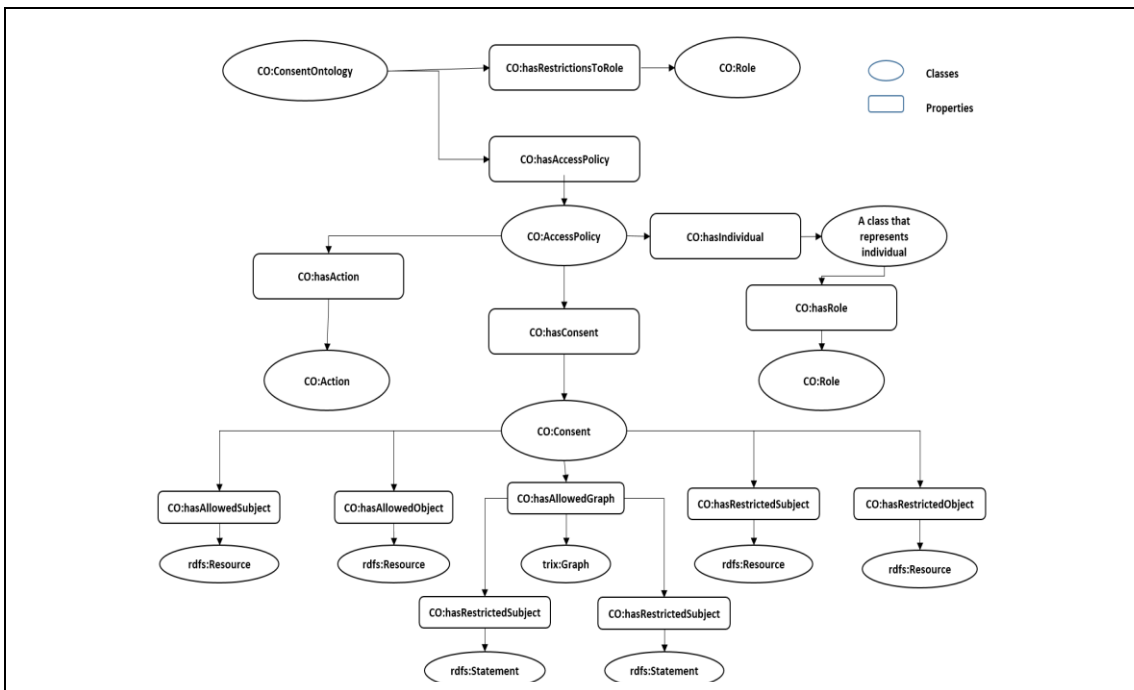 CO:ConsentOntology
CO:hasRestrictionsToRole
CO:Role
Classes
Properties
CO:hasAccessPolicy
CO:AccessPolicy
CO:hasIndividual
A class that
represents
individual
CO:hasAction
CO:hasRole
CO:hasConsent
CO:Action
CO:Role
CO:Consent
CO:hasAllowedSubject
CO:hasAllowedObject
CO:hasAllowedGraph
CO:hasRestrictedSubject
CO:hasRestrictedObject
rdfs:Resource
rdfs:Resource
trix:Graph
rdfs:Resource
rdfs:Resource
CO:hasRestrictedSubject
CO:hasRestrictedSubject
rdfs:Statement
rdfs:Statement